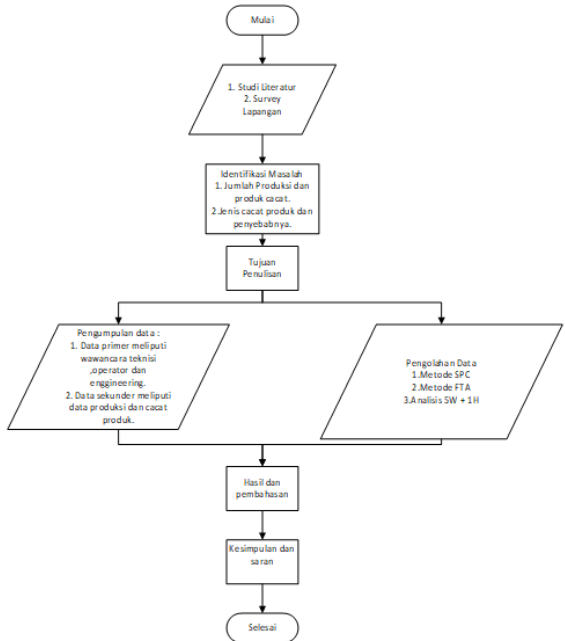 Mulai
1. Studi Literatur
2. Survey
Lapangan
Identifikasi Masalah
1. Jumlah Produksi dan
produk cacat.
2.Jenis cacat produk dan
penyebabnya.
Tujuan
Penulisan
Pengumpulan data :
1. Data primer meliputi
wawancara teknisi
,operator dan
enggineering.
2. Data sekunder meliputi
data produksi dan cacat
produk.
Pengolahan Data
1.Metode SPC
2.Metode FTA
3.Analisis 5W + 1H
Hasil dan
pembahasan
Kesimpulan dan
saran
Selesai